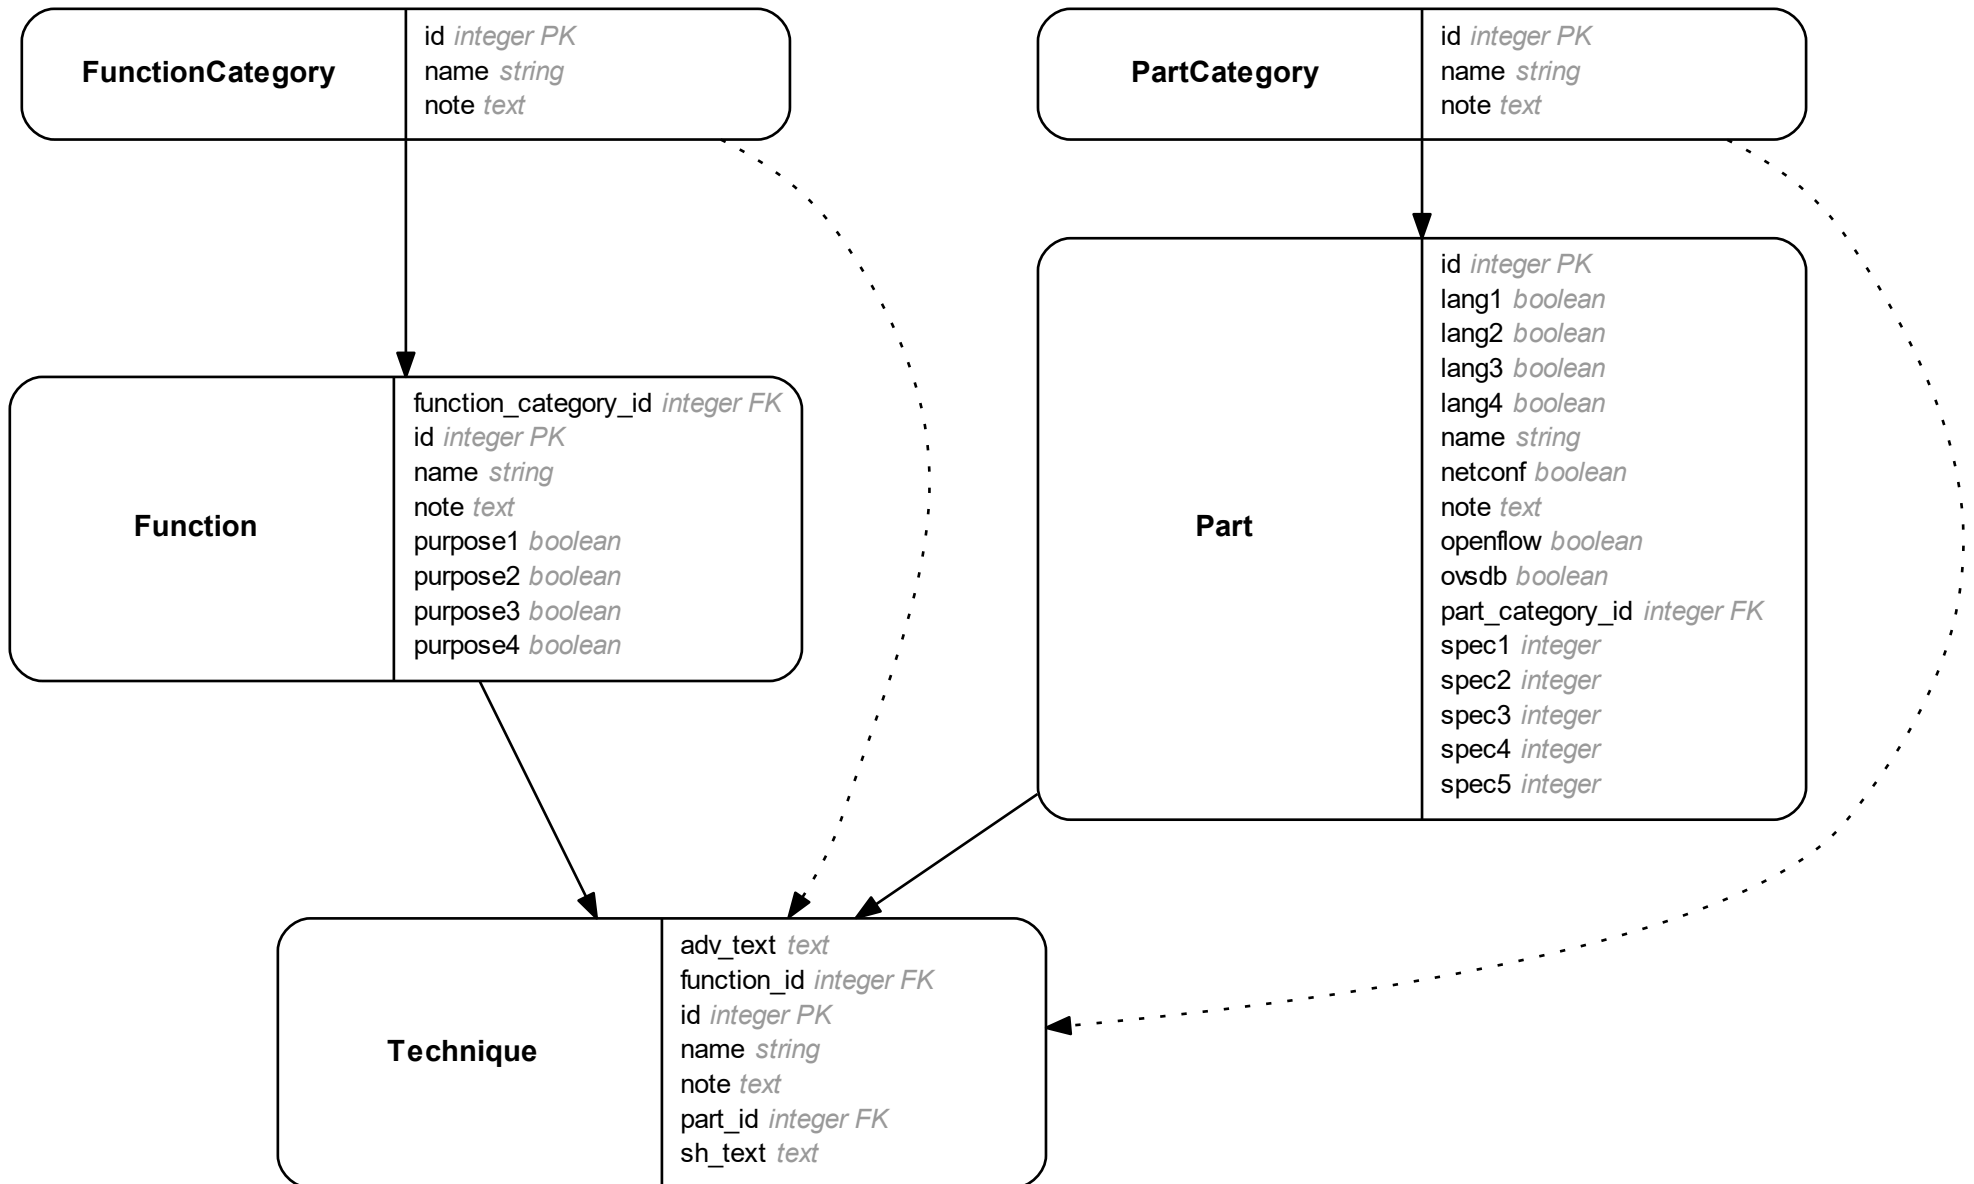 FunctionCategory
id integer PK
name string
note text
PartCategory
id integer PK
name string
note text
Function
function_category_id integer FK
id integer PK
name string
note text
purpose1 boolean
purpose2 boolean
purpose3 boolean
purpose4 boolean
Part
id integer PK
lang1 boolean
lang2 boolean
lang3 boolean
lang4 boolean
name string
netconf boolean
note text
openflow boolean
ovsdb boolean
part_category_id integer FK
spec1 integer
spec2 integer
spec3 integer
spec4 integer
spec5 integer
Technique
adv_text text
function_id integer FK
id integer PK
name string
note text
part_id integer FK
sh_text text